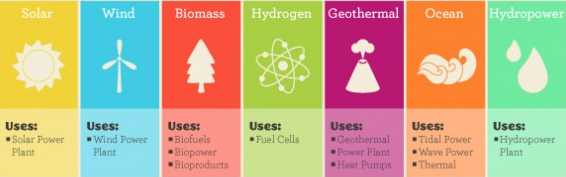 Solar
Uses:
▪ Solar Power
Plant
Wind
Uses:
▪ Wind Power
Plant
Biomass
Uses:
▪ Biofuels
▪ Biopower
▪ Bioproducts
Hydrogen
Uses:
▪ Fuel Cells
Geothermal
Uses:
▪ Geothermal
▪ Power Plant
▪ Heat Pumps
Ocean
Uses:
▪ Tidal Power
▪ Wave Power
▪ Thermal
Hydropower
Uses:
▪ Hydropower
Plant